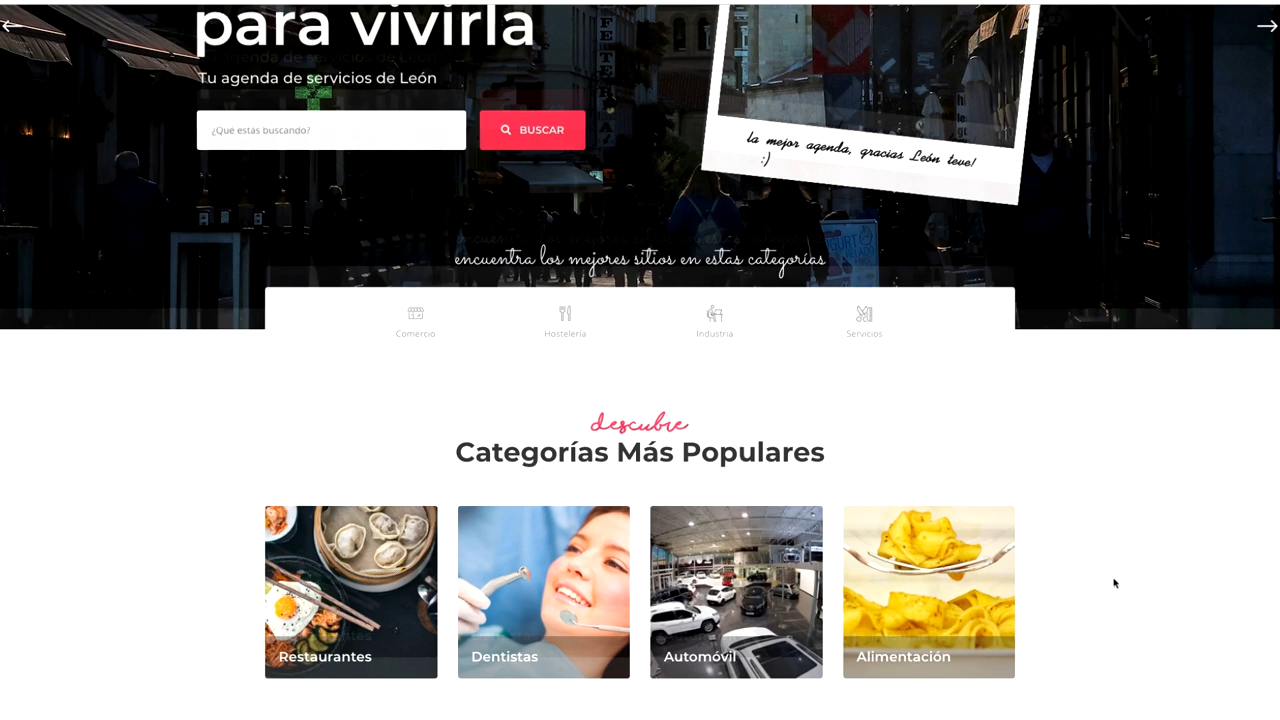 para vivirla
Tu agenda de servicios de León
¿Qué estás buscando?
BUSCAR
la mejor agenda, gracias León teve!
:)
encuentra los mejores sitios en estas categorías
Comercio
Hostelería
Industria
Servicios
descubre
Categorías Más Populares
Restaurantes
Dentistas
Automóvil
Alimentación